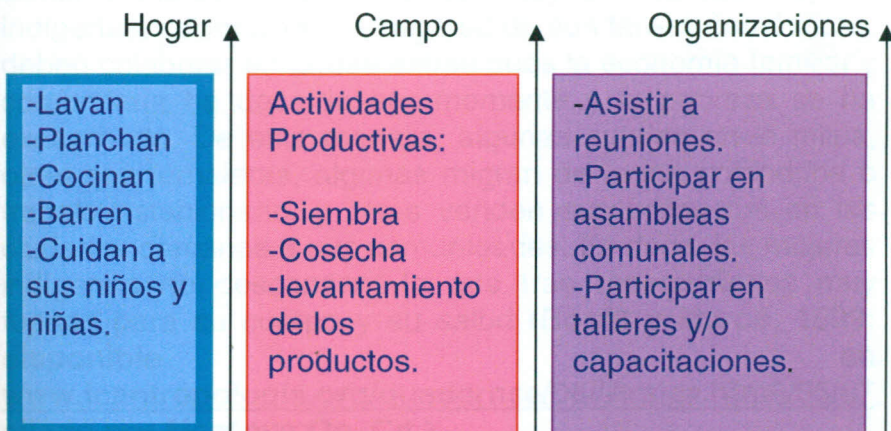 Hogar
-Lavan
-Planchan
-Cocinan
-Barren
-Cuidan a
sus niños y
niñas.
Campo
Actividades
Productivas:
-Siembra
-Cosecha
-levantamiento
de los
productos.
Organizaciones
-Asistir a
reuniones.
-Participar en
asambleas
comunales.
-Participar en
talleres y/o
capacitaciones.